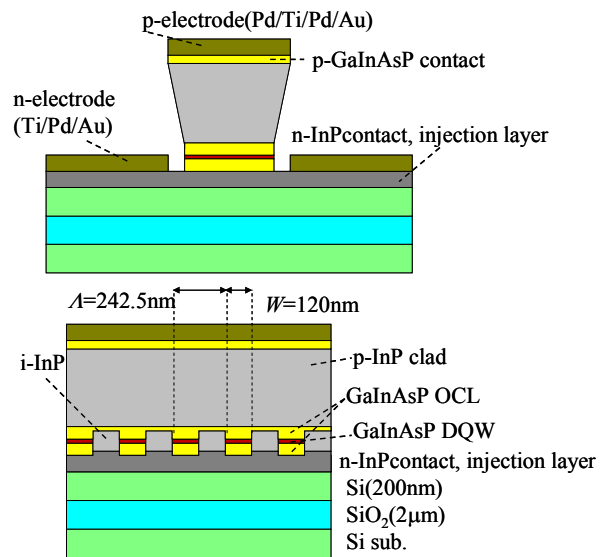 p-electrode(Pd/Ti/Pd/Au)
p-GaInAsP contact
n-electrode
(Ti/Pd/Au)
n-InPcontact, injection layer
Λ=242.5nm
W=120nm
i-InP
p-InP clad
GaInAsP OCL
GaInAsP DQW
n-InPcontact, injection layer
Si(200nm)
SiO₂(2μm)
Si sub.